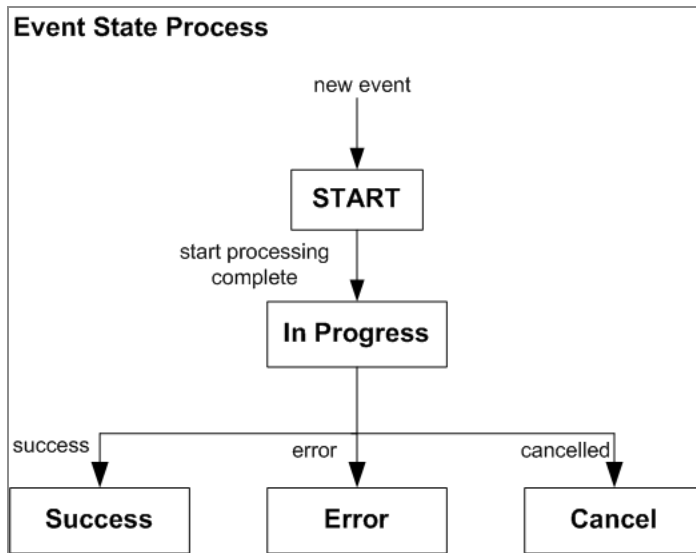 Event State Process
new event
START
start processing
complete
In Progress
success
error
cancelled
Success
Error
Cancel